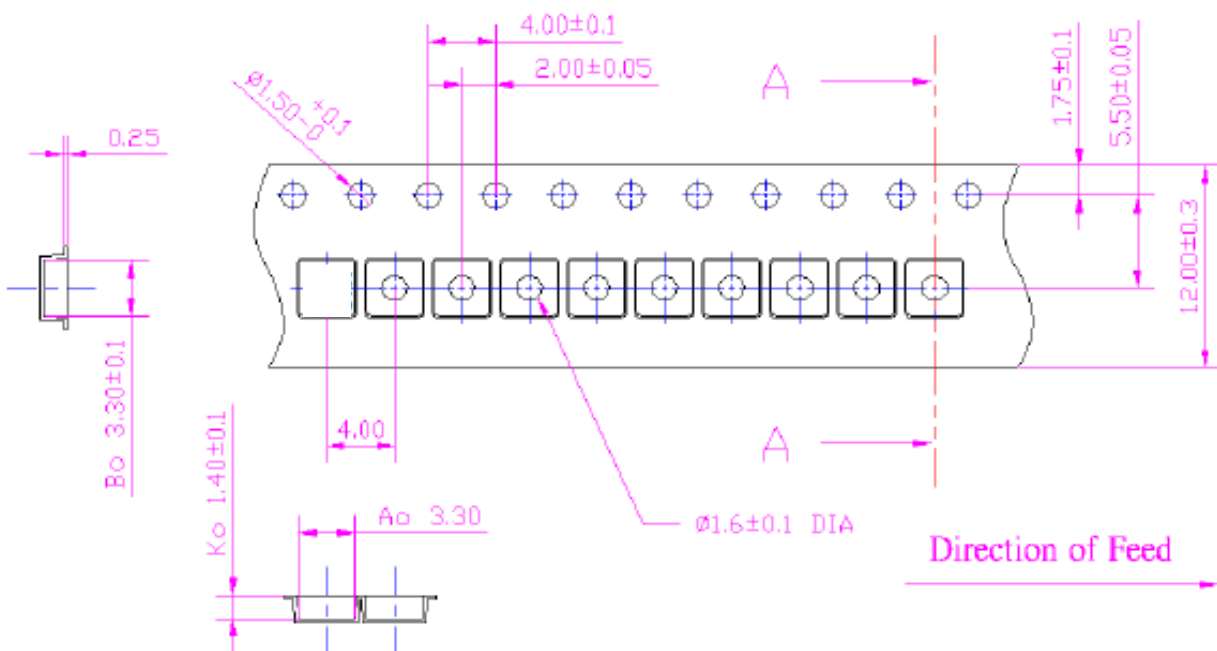 4.00±0.1
2.00±0.05
ø1.50 +0.1 -0
A
1.75±0.1
5.50±0.05
0.25
12.00±0.3
Bo 3.30±0.1
4.00
A
Ko 1.40±0.1
Ao 3.30
ø1.6±0.1 DIA
Direction of Feed